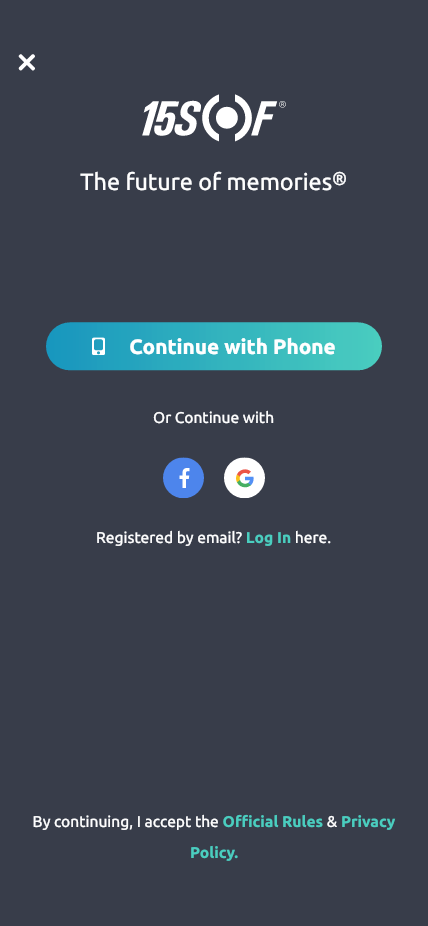 15SOF®
The future of memories®
Continue with Phone
Or Continue with
Registered by email? Log In here.
By continuing, I accept the Official Rules & Privacy
Policy.